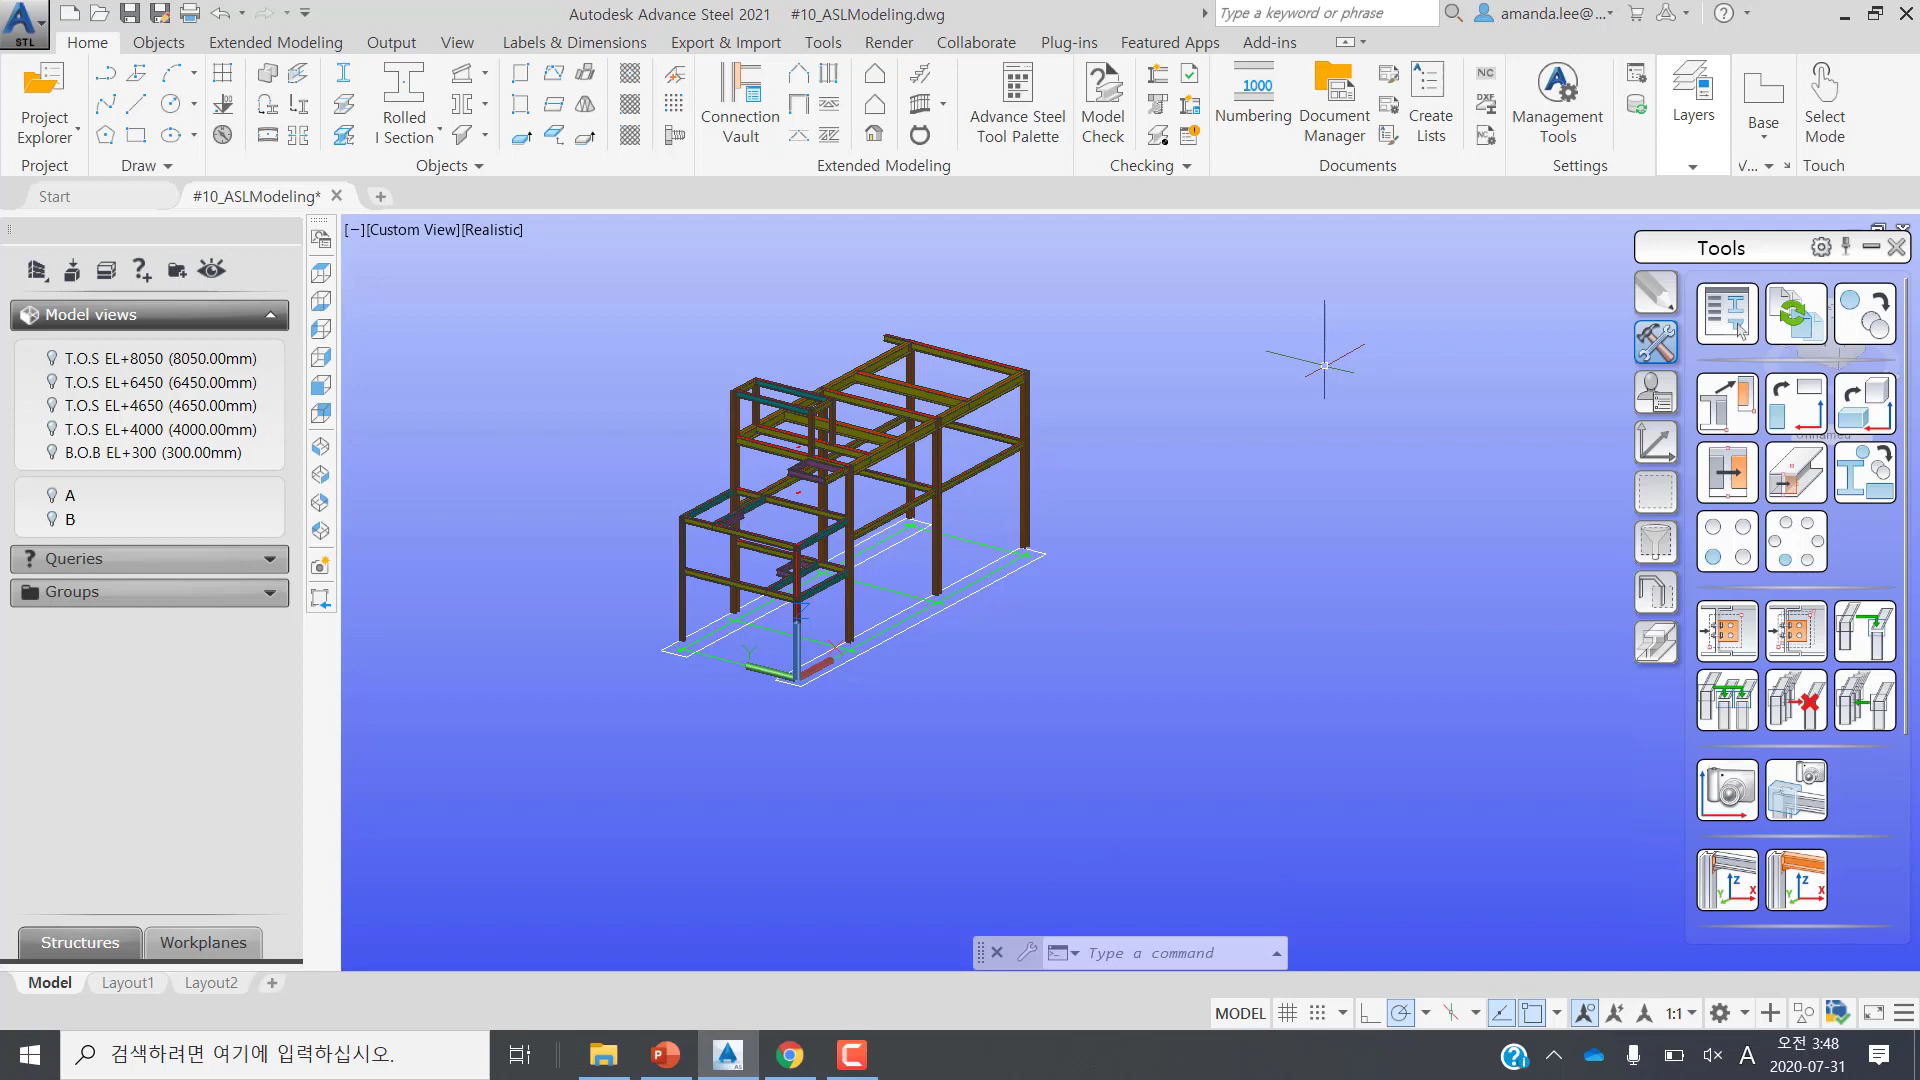 STL
Autodesk Advance Steel 2021 #10_ASLModeling.dwg
Type a keyword or phrase
amanda.lee@...
Home Objects Extended Modeling Output View Labels & Dimensions Export & Import Tools Render Collaborate Plug-ins Featured Apps Add-ins
Project Explorer
Rolled I Section
Connection Vault
Advance Steel Tool Palette
Model Check
1000
Numbering
Document Manager
Create Lists
NC
DXF
NC
Management Tools
Layers
Base
Select Mode
Project Draw Objects Extended Modeling Checking Documents Settings V... Touch
Start #10_ASLModeling*
[−][Custom View][Realistic]
Tools
Model views
T.O.S EL+8050 (8050.00mm)
T.O.S EL+6450 (6450.00mm)
T.O.S EL+4650 (4650.00mm)
T.O.S EL+4000 (4000.00mm)
B.O.B EL+300 (300.00mm)
A
B
Queries
Groups
Unnamed
Z
Y
X
Z
Y X
Z
Y X
Structures Workplanes
Type a command
Model Layout1 Layout2
MODEL 1:1
검색하려면 여기에 입력하십시오.
A
오전 3:48
2020-07-31